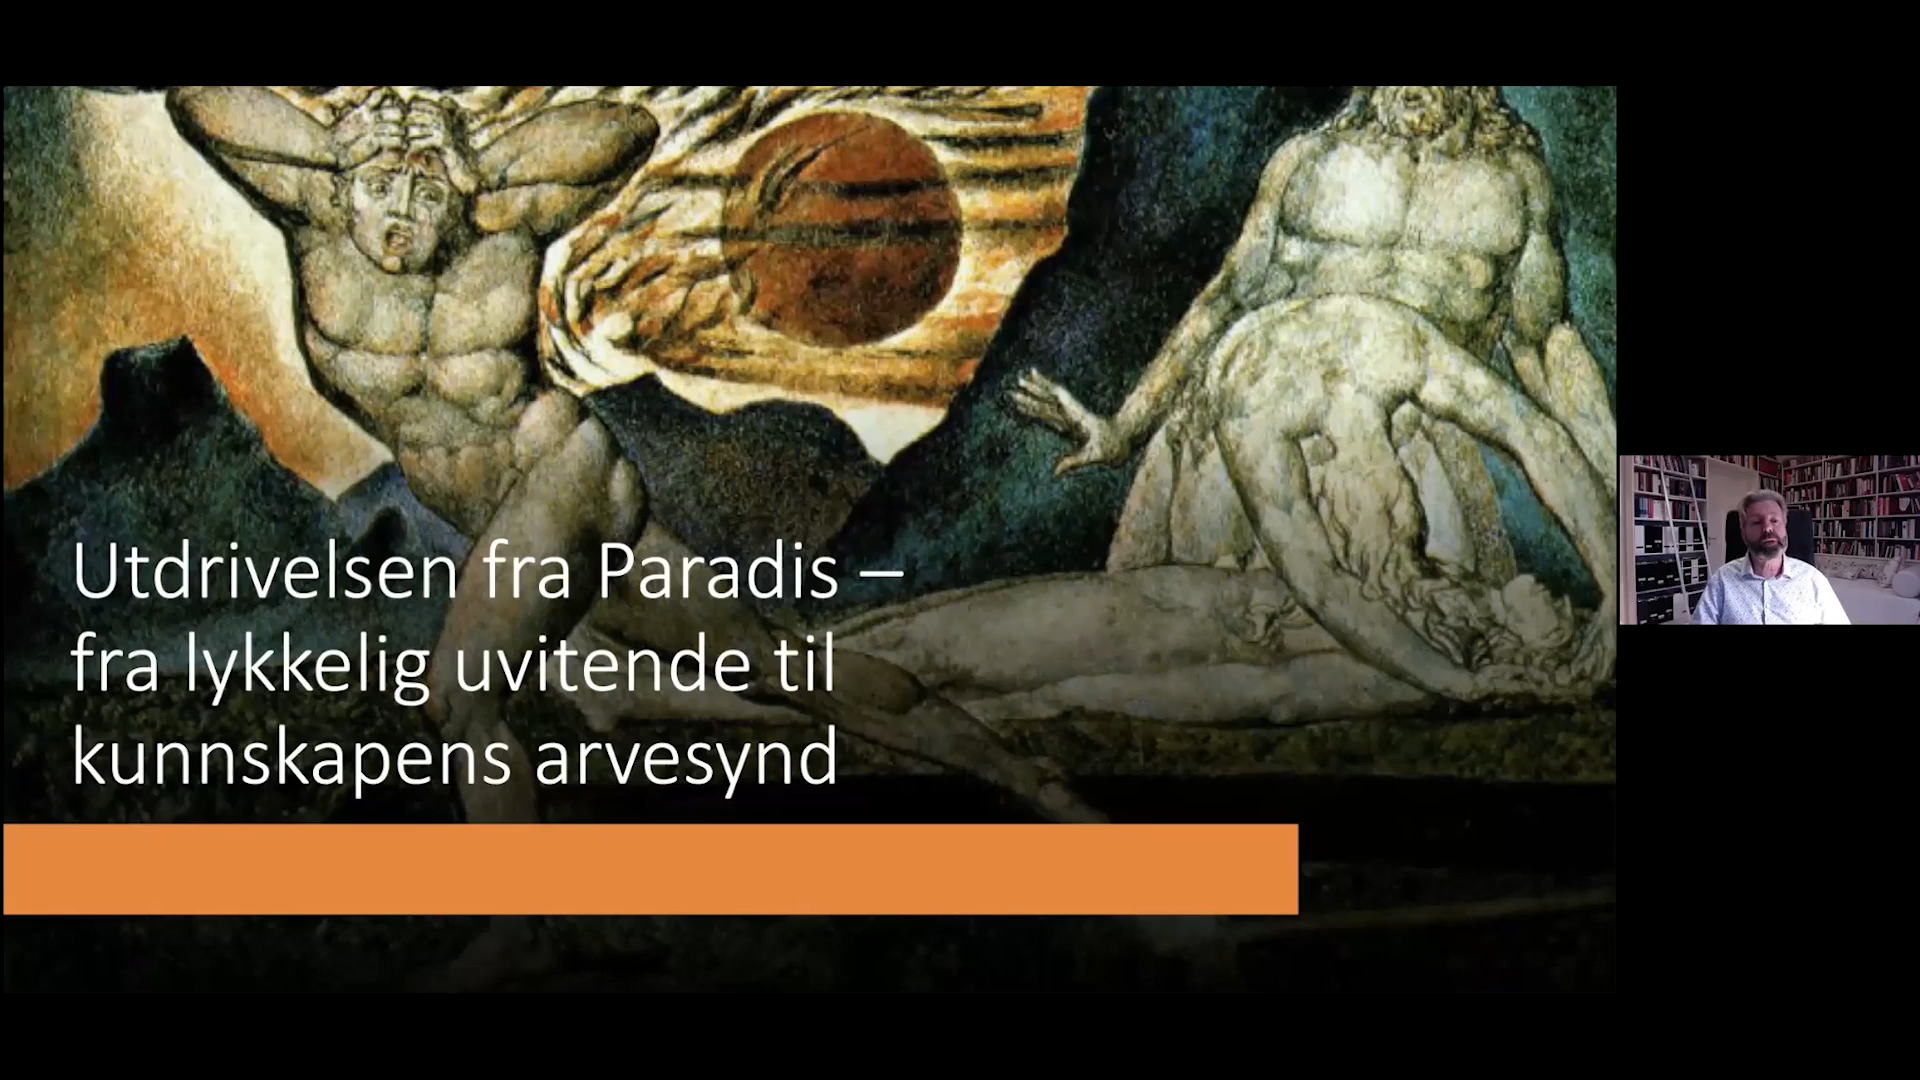 Utdrivelsen fra Paradis –
fra lykkelig uvitende til
kunnskapens arvesynd